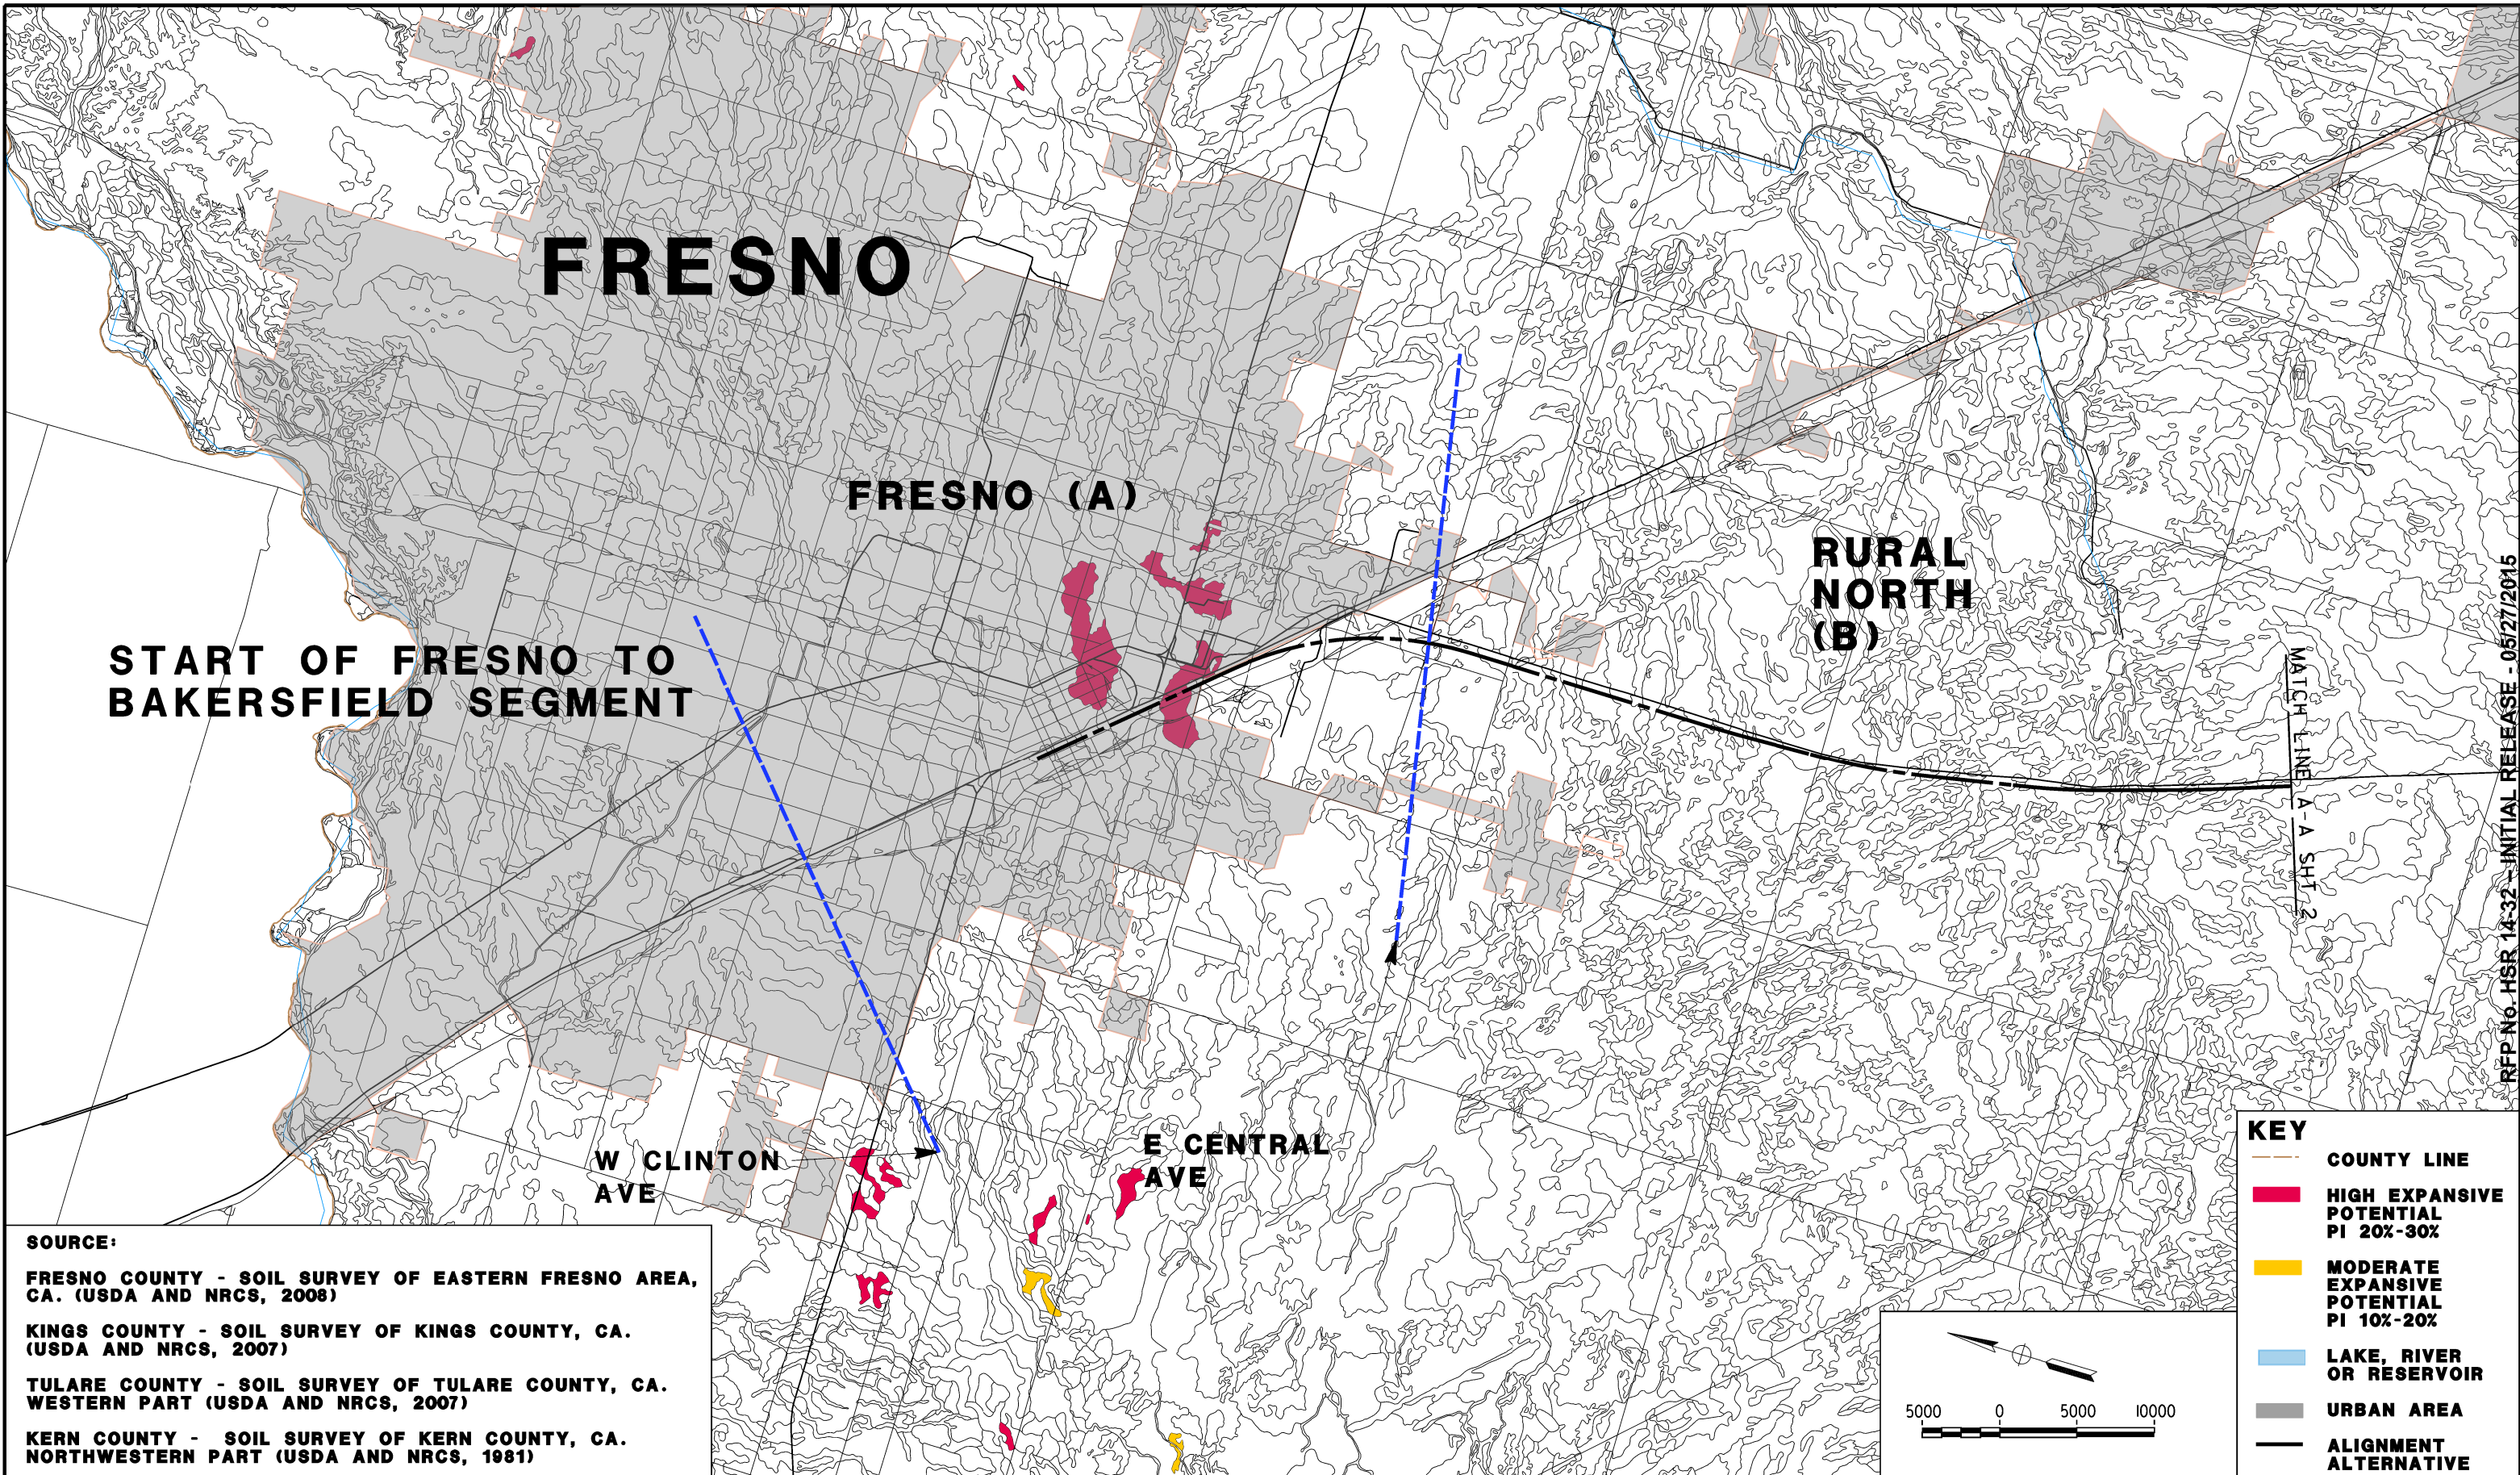 FRESNO
FRESNO (A)
START OF FRESNO TO
BAKERSFIELD SEGMENT
RURAL
NORTH
(B)
MATCH LINE A-A SHT 2
RFP No. HSR 14-32 - INITIAL RELEASE - 05/27/2015
W CLINTON
AVE
E CENTRAL
AVE
SOURCE:
FRESNO COUNTY - SOIL SURVEY OF EASTERN FRESNO AREA,
CA. (USDA AND NRCS, 2008)
KINGS COUNTY - SOIL SURVEY OF KINGS COUNTY, CA.
(USDA AND NRCS, 2007)
TULARE COUNTY - SOIL SURVEY OF TULARE COUNTY, CA.
WESTERN PART (USDA AND NRCS, 2007)
KERN COUNTY - SOIL SURVEY OF KERN COUNTY, CA.
NORTHWESTERN PART (USDA AND NRCS, 1981)
5000 0 5000 10000
KEY
COUNTY LINE
HIGH EXPANSIVE
POTENTIAL
PI 20%-30%
MODERATE
EXPANSIVE
POTENTIAL
PI 10%-20%
LAKE, RIVER
OR RESERVOIR
URBAN AREA
ALIGNMENT
ALTERNATIVE